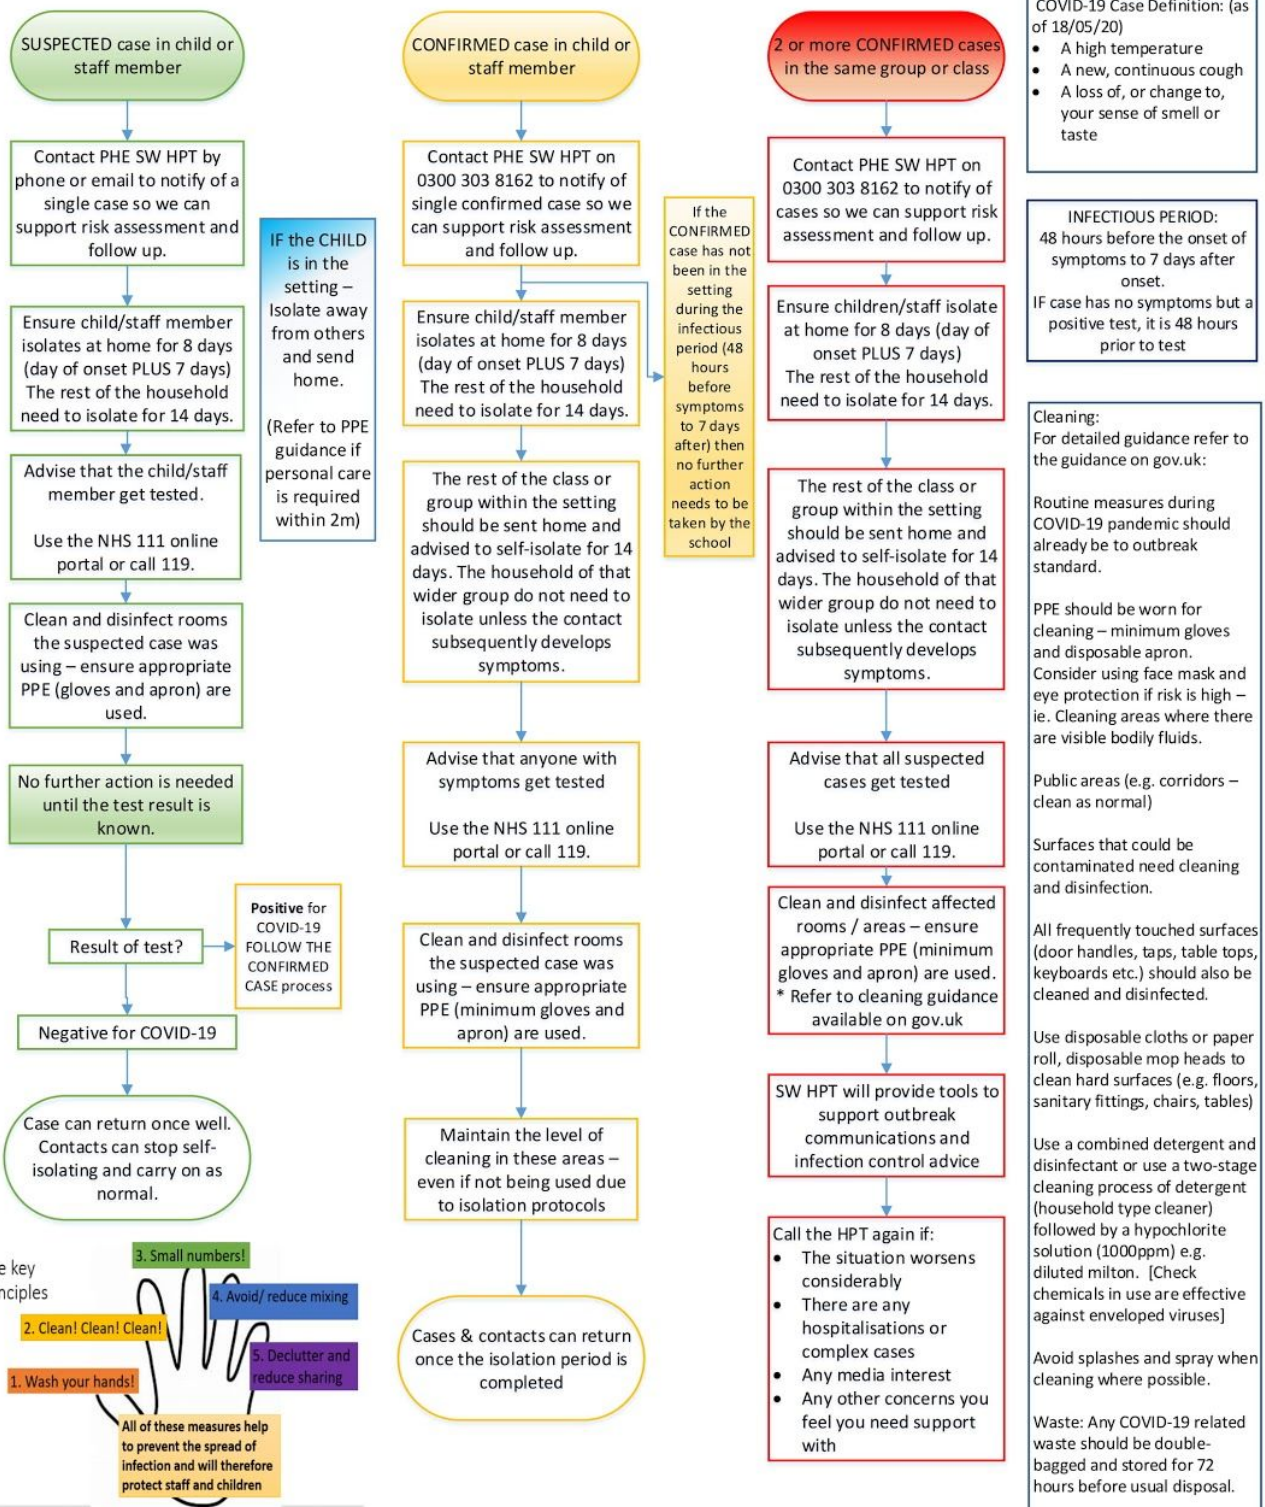 SUSPECTED case in child or
staff member
Contact PHE SW HPT by
phone or email to notify of a
single case so we can
support risk assessment and
follow up.
Ensure child/staff member
isolates at home for 8 days
(day of onset PLUS 7 days)
The rest of the household
need to isolate for 14 days.
Advise that the child/staff
member get tested.
Use the NHS 111 online
portal or call 119.
Clean and disinfect rooms
the suspected case was
using – ensure appropriate
PPE (gloves and apron) are
used.
No further action is needed
until the test result is
known.
Result of test?
Positive for
COVID-19
FOLLOW THE
CONFIRMED
CASE process
Negative for COVID-19
Case can return once well.
Contacts can stop self-
isolating and carry on as
normal.
IF the CHILD
is in the
setting –
Isolate away
from others
and send
home.
(Refer to PPE
guidance if
personal care
is required
within 2m)
CONFIRMED case in child or
staff member
Contact PHE SW HPT on
0300 303 8162 to notify of
single confirmed case so we
can support risk assessment
and follow up.
Ensure child/staff member
isolates at home for 8 days
(day of onset PLUS 7 days)
The rest of the household
need to isolate for 14 days.
The rest of the class or
group within the setting
should be sent home and
advised to self-isolate for 14
days. The household of that
wider group do not need to
isolate unless the contact
subsequently develops
symptoms.
Advise that anyone with
symptoms get tested
Use the NHS 111 online
portal or call 119.
Clean and disinfect rooms
the suspected case was
using – ensure appropriate
PPE (minimum gloves and
apron) are used.
Maintain the level of
cleaning in these areas –
even if not being used due
to isolation protocols
Cases & contacts can return
once the isolation period is
completed
If the
CONFIRMED
case has not
been in the
setting
during the
infectious
period (48
hours
before
symptoms
to 7 days
after) then
no further
action
needs to be
taken by the
school
2 or more CONFIRMED cases
in the same group or class
Contact PHE SW HPT on
0300 303 8162 to notify of
cases so we can support risk
assessment and follow up.
Ensure children/staff isolate
at home for 8 days (day of
onset PLUS 7 days)
The rest of the household
need to isolate for 14 days.
The rest of the class or
group within the setting
should be sent home and
advised to self-isolate for 14
days. The household of that
wider group do not need to
isolate unless the contact
subsequently develops
symptoms.
Advise that all suspected
cases get tested
Use the NHS 111 online
portal or call 119.
Clean and disinfect affected
rooms / areas – ensure
appropriate PPE (minimum
gloves and apron) are used.
* Refer to cleaning guidance
available on gov.uk
SW HPT will provide tools to
support outbreak
communications and
infection control advice
Call the HPT again if:
• The situation worsens
considerably
• There are any
hospitalisations or
complex cases
• Any media interest
• Any other concerns you
feel you need support
with
COVID-19 Case Definition: (as
of 18/05/20)
• A high temperature
• A new, continuous cough
• A loss of, or change to,
your sense of smell or
taste
INFECTIOUS PERIOD:
48 hours before the onset of
symptoms to 7 days after
onset.
IF case has no symptoms but a
positive test, it is 48 hours
prior to test
Cleaning:
For detailed guidance refer to
the guidance on gov.uk:
Routine measures during
COVID-19 pandemic should
already be to outbreak
standard.
PPE should be worn for
cleaning – minimum gloves
and disposable apron.
Consider using face mask and
eye protection if risk is high –
ie. Cleaning areas where there
are visible bodily fluids.
Public areas (e.g. corridors –
clean as normal)
Surfaces that could be
contaminated need cleaning
and disinfection.
All frequently touched surfaces
(door handles, taps, table tops,
keyboards etc.) should also be
cleaned and disinfected.
Use disposable cloths or paper
roll, disposable mop heads to
clean hard surfaces (e.g. floors,
sanitary fittings, chairs, tables)
Use a combined detergent and
disinfectant or use a two-stage
cleaning process of detergent
(household type cleaner)
followed by a hypochlorite
solution (1000ppm) e.g.
diluted milton. [Check
chemicals in use are effective
against enveloped viruses]
Avoid splashes and spray when
cleaning where possible.
Waste: Any COVID-19 related
waste should be double-
bagged and stored for 72
hours before usual disposal.
key
3. Small numbers!
4. Avoid/ reduce mixing
2. Clean! Clean! Clean!
5. Declutter and
reduce sharing
1. Wash your hands!
All of these measures help
to prevent the spread of
infection and will therefore
protect staff and children